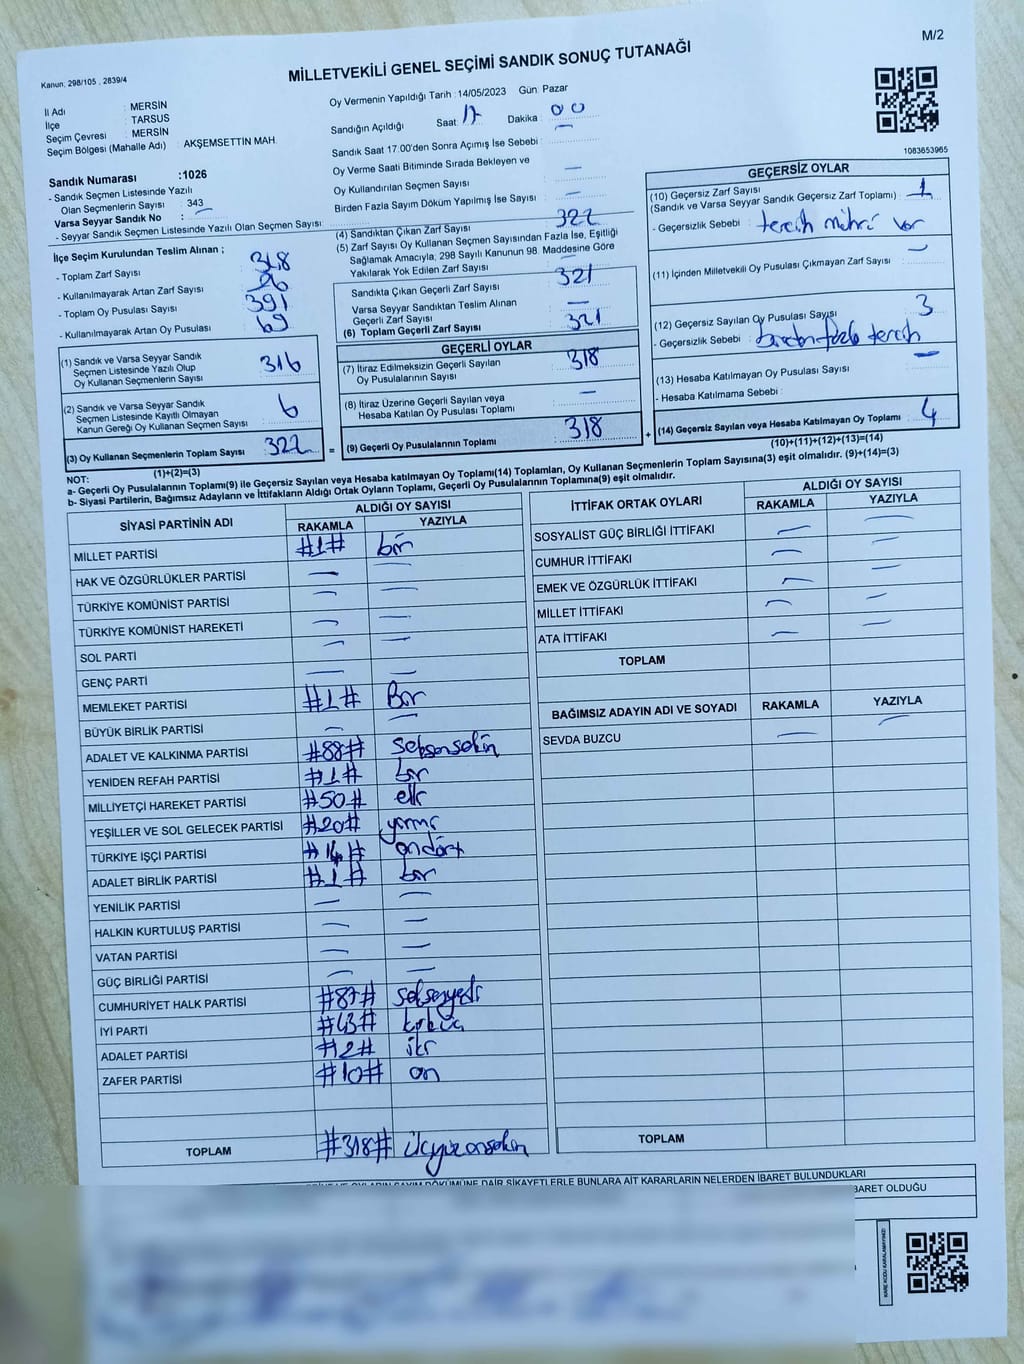 M/2
Kanun. 298/105 , 2839/4
MİLLETVEKİLİ GENEL SEÇİMİ SANDIK SONUÇ TUTANAĞI
İl Adı : MERSİN
İlçe : TARSUS
Seçim Çevresi : MERSİN
Seçim Bölgesi (Mahalle Adı) : AKŞEMSETTİN MAH.
Oy Vermenin Yapıldığı Tarih :14/05/2023 Gün: Pazar
Sandığın Açıldığı Saat: 17 Dakika : 00
Sandık Saat 17:00'den Sonra Açılmış İse Sebebi :
Oy Verme Saati Bitiminde Sırada Bekleyen ve
Oy Kullandırılan Seçmen Sayısı : —
Birden Fazla Sayım Döküm Yapılmış İse Sayısı : —
1083653965
Sandık Numarası :1026
- Sandık Seçmen Listesinde Yazılı
Olan Seçmenlerin Sayısı : 343
Varsa Seyyar Sandık No : —
- Seyyar Sandık Seçmen Listesinde Yazılı Olan Seçmen Sayısı:
İlçe Seçim Kurulundan Teslim Alınan ;
- Toplam Zarf Sayısı
- Kullanılmayarak Artan Zarf Sayısı
- Toplam Oy Pusulası Sayısı : 391
- Kullanılmayarak Artan Oy Pusulası : 69
(1) Sandık ve Varsa Seyyar Sandık
Seçmen Listesinde Yazılı Olup
Oy Kullanan Seçmenlerin Sayısı : 316
(2) Sandık ve Varsa Seyyar Sandık
Seçmen Listesinde Kayıtlı Olmayan
Kanun Gereği Oy Kullanan Seçmen Sayısı : 6
(3) Oy Kullanan Seçmenlerin Toplam Sayısı : 322
(1)+(2)=(3)
(4) Sandıktan Çıkan Zarf Sayısı : 322
(5) Zarf Sayısı Oy Kullanan Seçmen Sayısından Fazla İse, Eşitliği
Sağlamak Amacıyla; 298 Sayılı Kanunun 98. Maddesine Göre
Yakılarak Yok Edilen Zarf Sayısı : —
Sandıkta Çıkan Geçerli Zarf Sayısı : 321
Varsa Seyyar Sandıktan Teslim Alınan
Geçerli Zarf Sayısı : —
(6) Toplam Geçerli Zarf Sayısı : 321
GEÇERLİ OYLAR
(7) İtiraz Edilmeksizin Geçerli Sayılan
Oy Pusulalarının Sayısı : 318
(8) İtiraz Üzerine Geçerli Sayılan veya
Hesaba Katılan Oy Pusulası Toplamı : —
(9) Geçerli Oy Pusulalarının Toplamı : 318
GEÇERSİZ OYLAR
(10) Geçersiz Zarf Sayısı : 1
(Sandık ve Varsa Seyyar Sandık Geçersiz Zarf Toplamı)
- Geçersizlik Sebebi : tercih mührü var
(11) İçinden Milletvekili Oy Pusulası Çıkmayan Zarf Sayısı : —
(12) Geçersiz Sayılan Oy Pusulası Sayısı : 3
- Geçersizlik Sebebi : birden fazla tercih
(13) Hesaba Katılmayan Oy Pusulası Sayısı : —
- Hesaba Katılmama Sebebi :
(14) Geçersiz Sayılan veya Hesaba Katılmayan Oy Toplamı : 4
(10)+(11)+(12)+(13)=(14)
NOT:
a- Geçerli Oy Pusulalarının Toplamı(9) ile Geçersiz Sayılan veya Hesaba katılmayan Oy Toplamı(14) Toplamları, Oy Kullanan Seçmenlerin Toplam Sayısına(3) eşit olmalıdır. (9)+(14)=(3)
b- Siyasi Partilerin, Bağımsız Adayların ve İttifakların Aldığı Ortak Oyların Toplamı, Geçerli Oy Pusulalarının Toplamına(9) eşit olmalıdır.
SİYASİ PARTİNİN ADI ALDIĞI OY SAYISI
RAKAMLA YAZIYLA
MİLLET PARTİSİ #1# bir
HAK VE ÖZGÜRLÜKLER PARTİSİ — —
TÜRKİYE KOMÜNİST PARTİSİ — —
TÜRKİYE KOMÜNİST HAREKETİ — —
SOL PARTİ — —
GENÇ PARTİ — —
MEMLEKET PARTİSİ #1# Bir
BÜYÜK BİRLİK PARTİSİ — —
ADALET VE KALKINMA PARTİSİ #88# seksensekiz
YENİDEN REFAH PARTİSİ #1# bir
MİLLİYETÇİ HAREKET PARTİSİ #50# elli
YEŞİLLER VE SOL GELECEK PARTİSİ #20# yirmi
TÜRKİYE İŞÇİ PARTİSİ #14# ondört
ADALET BİRLİK PARTİSİ #1# bir
YENİLİK PARTİSİ — —
HALKIN KURTULUŞ PARTİSİ — —
VATAN PARTİSİ — —
GÜÇ BİRLİĞİ PARTİSİ — —
CUMHURİYET HALK PARTİSİ #87# seksenyedi
İYİ PARTİ #43# kırküç
ADALET PARTİSİ #2# iki
ZAFER PARTİSİ #10# on
TOPLAM #318# üçyüzonsekiz
İTTİFAK ORTAK OYLARI ALDIĞI OY SAYISI
RAKAMLA YAZIYLA
SOSYALİST GÜÇ BİRLİĞİ İTTİFAKI — —
CUMHUR İTTİFAKI — —
EMEK VE ÖZGÜRLÜK İTTİFAKI — —
MİLLET İTTİFAKI — —
ATA İTTİFAKI — —
TOPLAM
BAĞIMSIZ ADAYIN ADI VE SOYADI RAKAMLA YAZIYLA
SEVDA BUZCU — —
TOPLAM
DÖKÜMÜNE DAİR ŞİKAYETLERLE BUNLARA AİT KARARLARIN NELERDEN İBARET BULUNDUKLARI
BARET OLDUĞU
KARE KODU KARALAMAYINIZ!